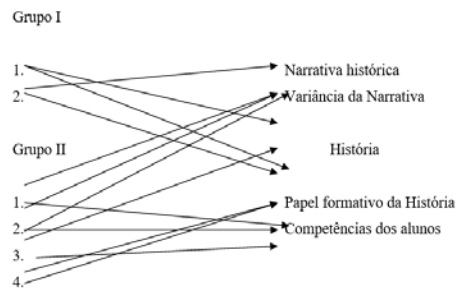 Grupo I
1.
Narrativa histórica
2.
Variância da Narrativa
Grupo II
História
1.
Papel formativo da História
2.
Competências dos alunos
3.
4.